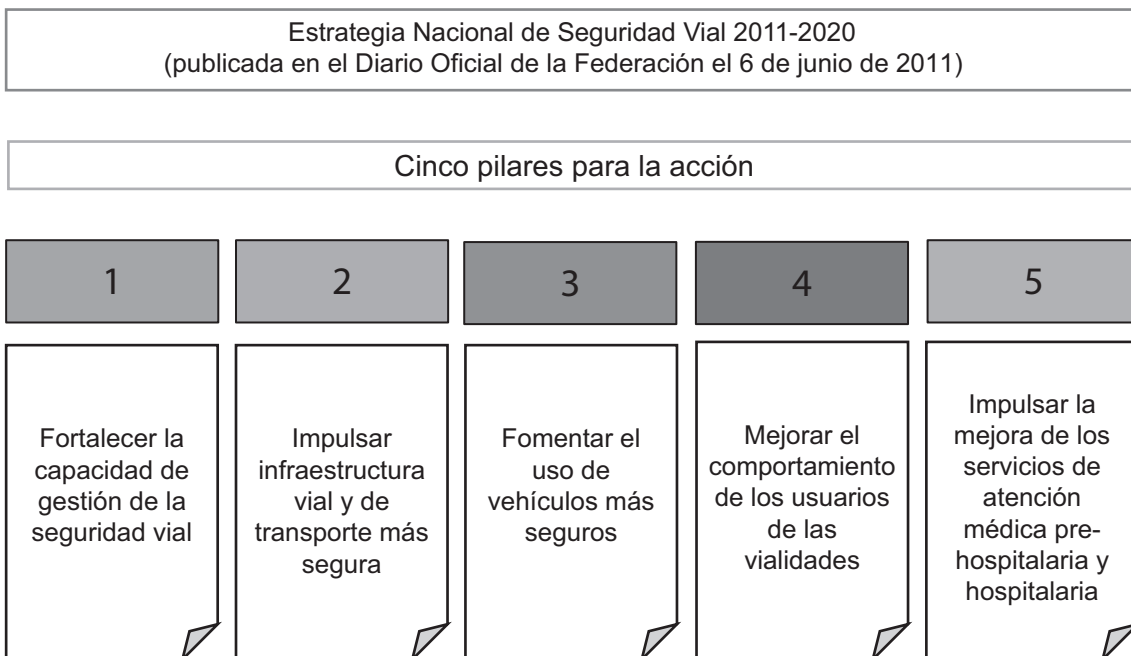 Estrategia Nacional de Seguridad Vial 2011-2020
(publicada en el Diario Oficial de la Federación el 6 de junio de 2011)
Cinco pilares para la acción
1
Fortalecer la
capacidad de
gestión de la
seguridad vial
2
Impulsar
infraestructura
vial y de
transporte más
segura
3
Fomentar el
uso de
vehículos más
seguros
4
Mejorar el
comportamiento
de los usuarios
de las
vialidades
5
Impulsar la
mejora de los
servicios de
atención
médica pre-
hospitalaria y
hospitalaria